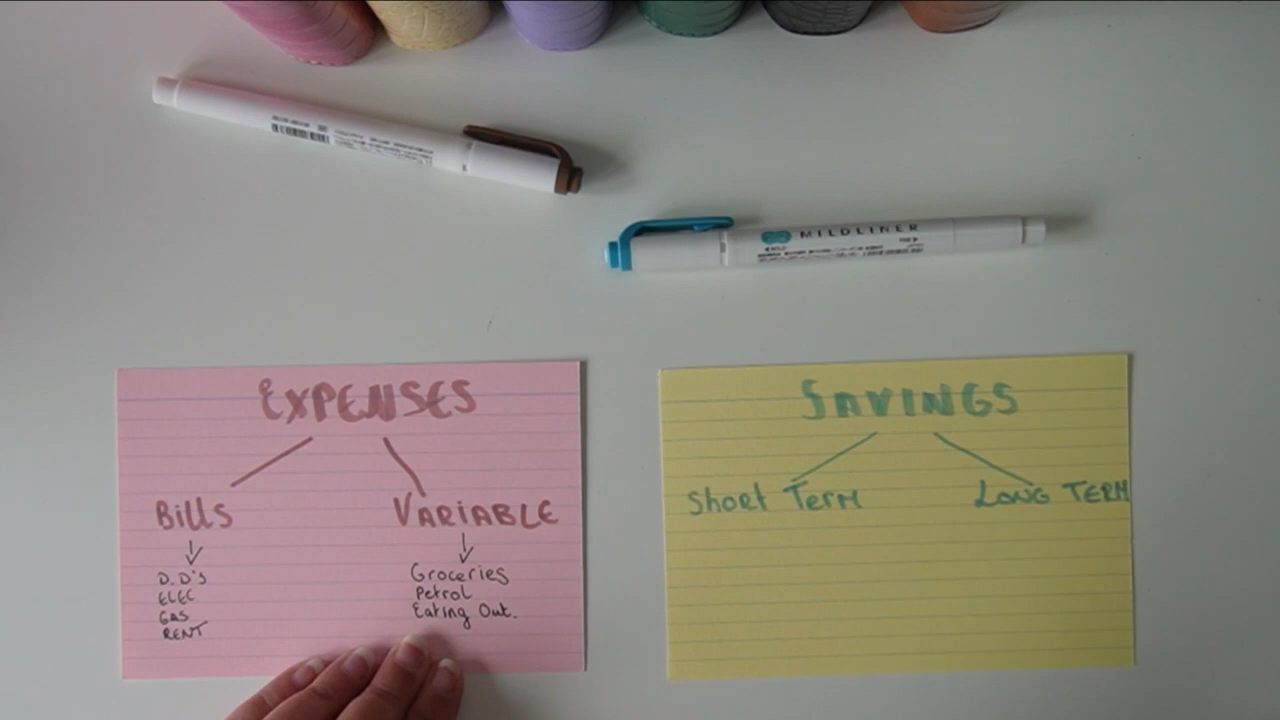 MILDLINER
EXPENSES
Bills
VARIABLE
D.D's
ELEC
GAS
RENT
Groceries
Petrol
Eating Out.
SAVINGS
Short Term
LONG TERM